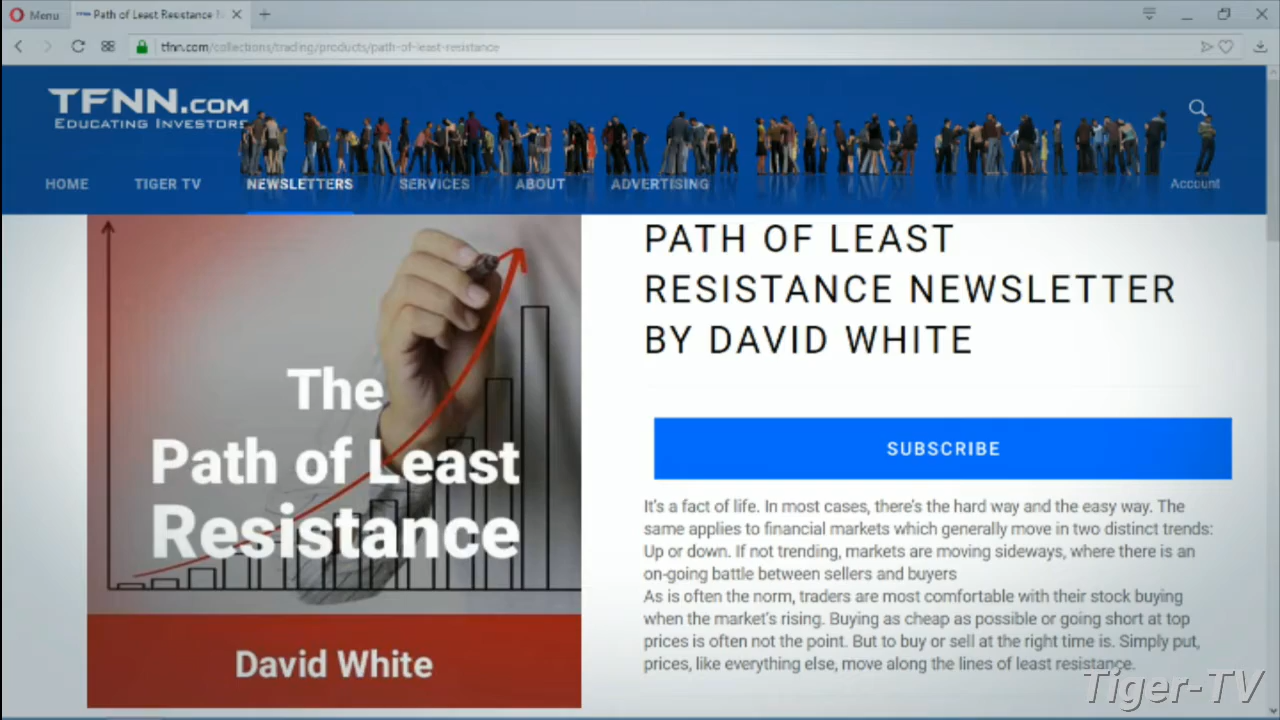 Menu
Path of Least Resistance
tfnn.com/collections/trading/products/path-of-least-resistance
TFNN.COM
EDUCATING INVESTORS
HOME TIGER TV NEWSLETTERS SERVICES ABOUT ADVERTISING Account
The
Path of Least
Resistance
David White
PATH OF LEAST
RESISTANCE NEWSLETTER
BY DAVID WHITE
SUBSCRIBE
It's a fact of life. In most cases, there's the hard way and the easy way. The
same applies to financial markets which generally move in two distinct trends:
Up or down. If not trending, markets are moving sideways, where there is an
on-going battle between sellers and buyers
As is often the norm, traders are most comfortable with their stock buying
when the market's rising. Buying as cheap as possible or going short at top
prices is often not the point. But to buy or sell at the right time is. Simply put,
prices, like everything else, move along the lines of least resistance.
Tiger-TV